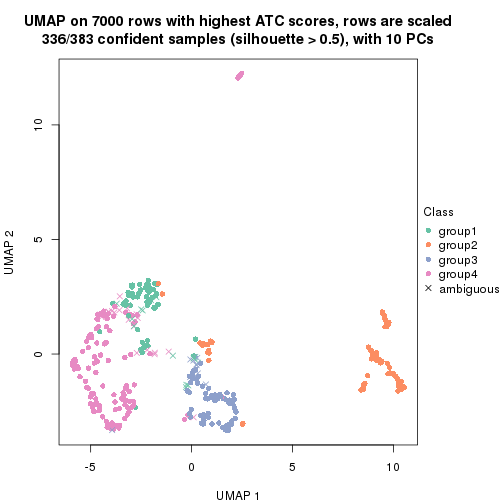 UMAP on 7000 rows with highest ATC scores, rows are scaled
336/383 confident samples (silhouette > 0.5), with 10 PCs
10
5
0
UMAP 2
-5
0
5
10
UMAP 1
Class
group1
group2
group3
group4
ambiguous